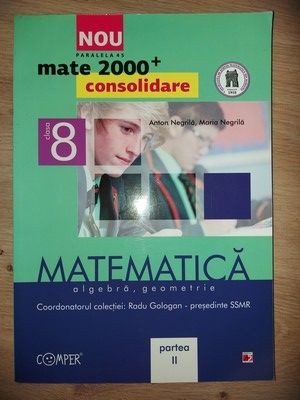 NOU
PARALELA 45
mate 2000+
consolidare
1910
Anton Negrilă, Maria Negrilă
clasa
8
MATEMATICĂ
algebră, geometrie
Coordonatorul colecției: Radu Gologan - președinte SSMR
COMPER
partea
II